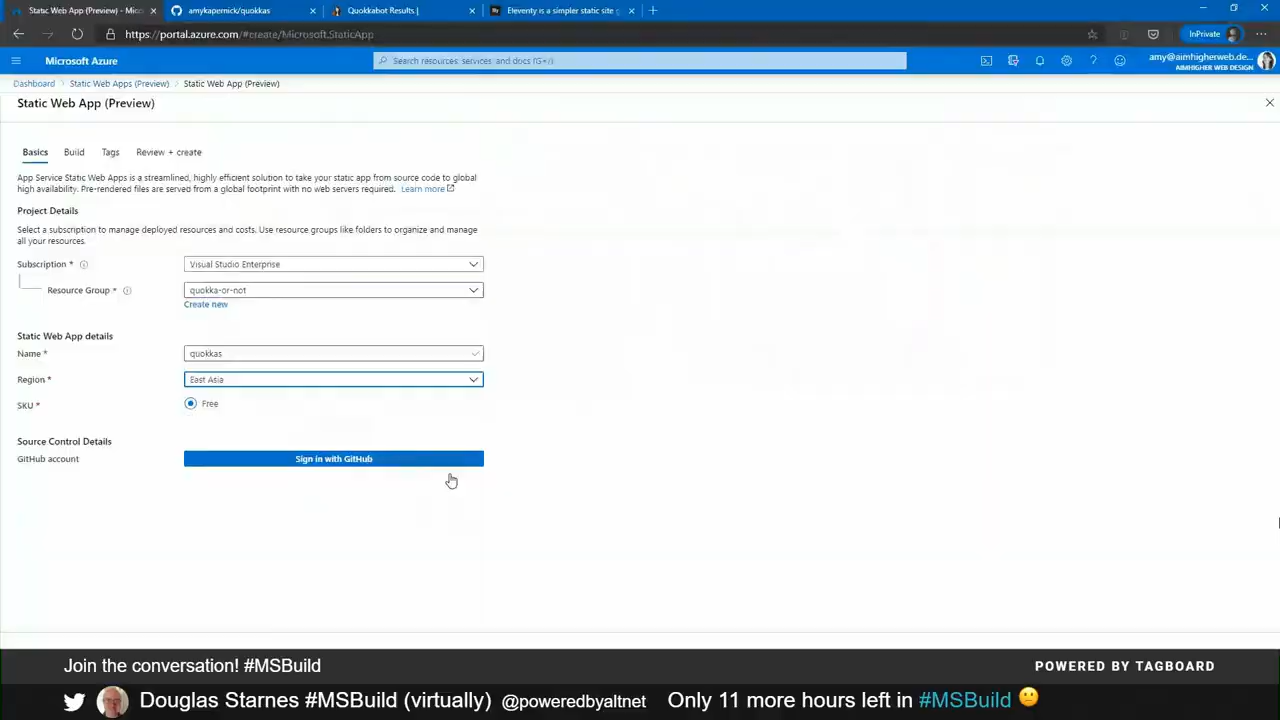 Static Web App (Preview) - Micr
amykapernick/quokkas
Quokkabot Results. |
Eleventy is a simpler static site
https://portal.azure.com/#create/Microsoft.StaticApp
InPrivate
Microsoft Azure
Search resources, services, and docs (G+/)
amy@aimhigherweb.de...
AIMHIGHER WEB DESIGN
Dashboard > Static Web Apps (Preview) > Static Web App (Preview)
Static Web App (Preview)
Basics Build Tags Review + create
App Service Static Web Apps is a streamlined, highly efficient solution to take your static app from source code to global
high availability. Pre-rendered files are served from a global footprint with no web servers required. Learn more
Project Details
Select a subscription to manage deployed resources and costs. Use resource groups like folders to organize and manage
all your resources.
Subscription *
Visual Studio Enterprise
Resource Group *
quokka-or-not
Create new
Static Web App details
Name *
quokkas
Region *
East Asia
SKU *
Free
Source Control Details
GitHub account
Sign in with GitHub
Join the conversation! #MSBuild
POWERED BY TAGBOARD
Douglas Starnes #MSBuild (virtually) @poweredbyaltnet Only 11 more hours left in #MSBuild